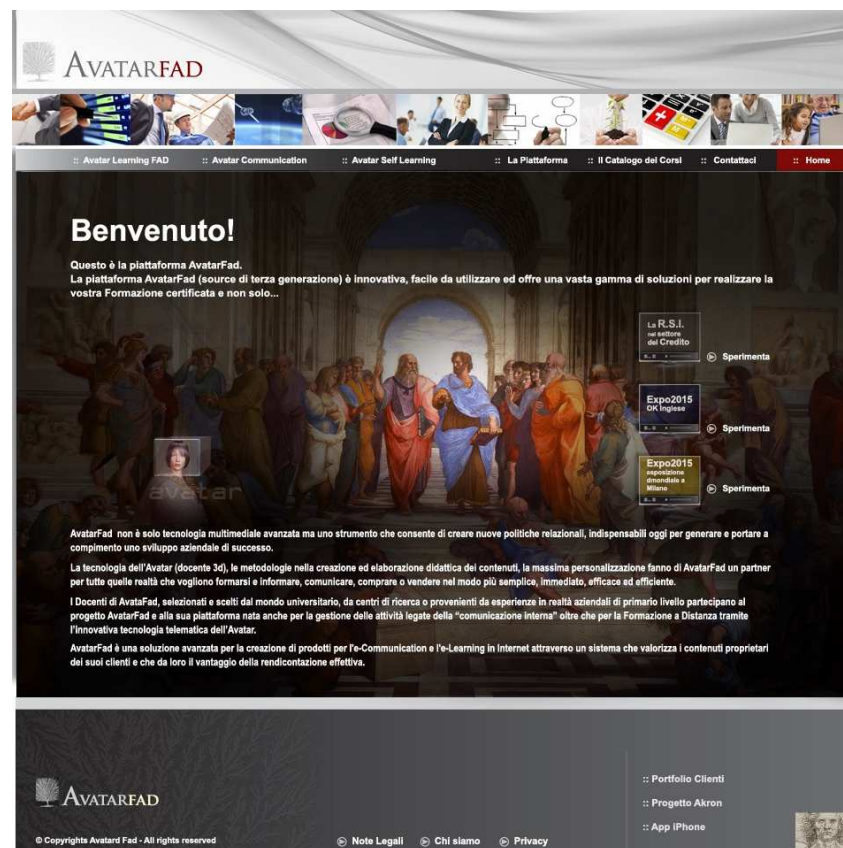 AVATARFAD
:: Avatar Learning FAD :: Avatar Communication :: Avatar Self Learning :: La Piattaforma :: Il Catalogo dei Corsi :: Contattaci :: Home
Benvenuto!
Questo è la piattaforma AvatarFad.
La piattaforma AvatarFad (source di terza generazione) è innovativa, facile da utilizzare ed offre una vasta gamma di soluzioni per realizzare la
vostra Formazione certificata e non solo...
La R.S.I.
nel settore
del Credito
Sperimenta
Expo2015
OK Inglese
Sperimenta
Expo2015
esposizione
dmondiale a
Milano
Sperimenta
avatar
AvatarFad non è solo tecnologia multimediale avanzata ma uno strumento che consente di creare nuove politiche relazionali, indispensabili oggi per generare e portare a
compimento uno sviluppo aziendale di successo.
La tecnologia dell'Avatar (docente 3d), le metodologie nella creazione ed elaborazione didattica dei contenuti, la massima personalizzazione fanno di AvatarFad un partner
per tutte quelle realtà che vogliono formarsi e informare, comunicare, comprare o vendere nel modo più semplice, immediato, efficace ed efficiente.
I Docenti di AvataFad, selezionati e scelti dal mondo universitario, da centri di ricerca o provenienti da esperienze in realtà aziendali di primario livello partecipano al
progetto AvatarFad e alla sua piattaforma nata anche per la gestione delle attività legate della "comunicazione interna" oltre che per la Formazione a Distanza tramite
l'innovativa tecnologia telematica dell'Avatar.
AvatarFad è una soluzione avanzata per la creazione di prodotti per l'e-Communication e l'e-Learning in Internet attraverso un sistema che valorizza i contenuti proprietari
dei suoi clienti e che da loro il vantaggio della rendicontazione effettiva.
:: Portfolio Clienti
:: Progetto Akron
:: App iPhone
AVATARFAD
© Copyrights Avatard Fad - All rights reserved
Note Legali Chi siamo Privacy